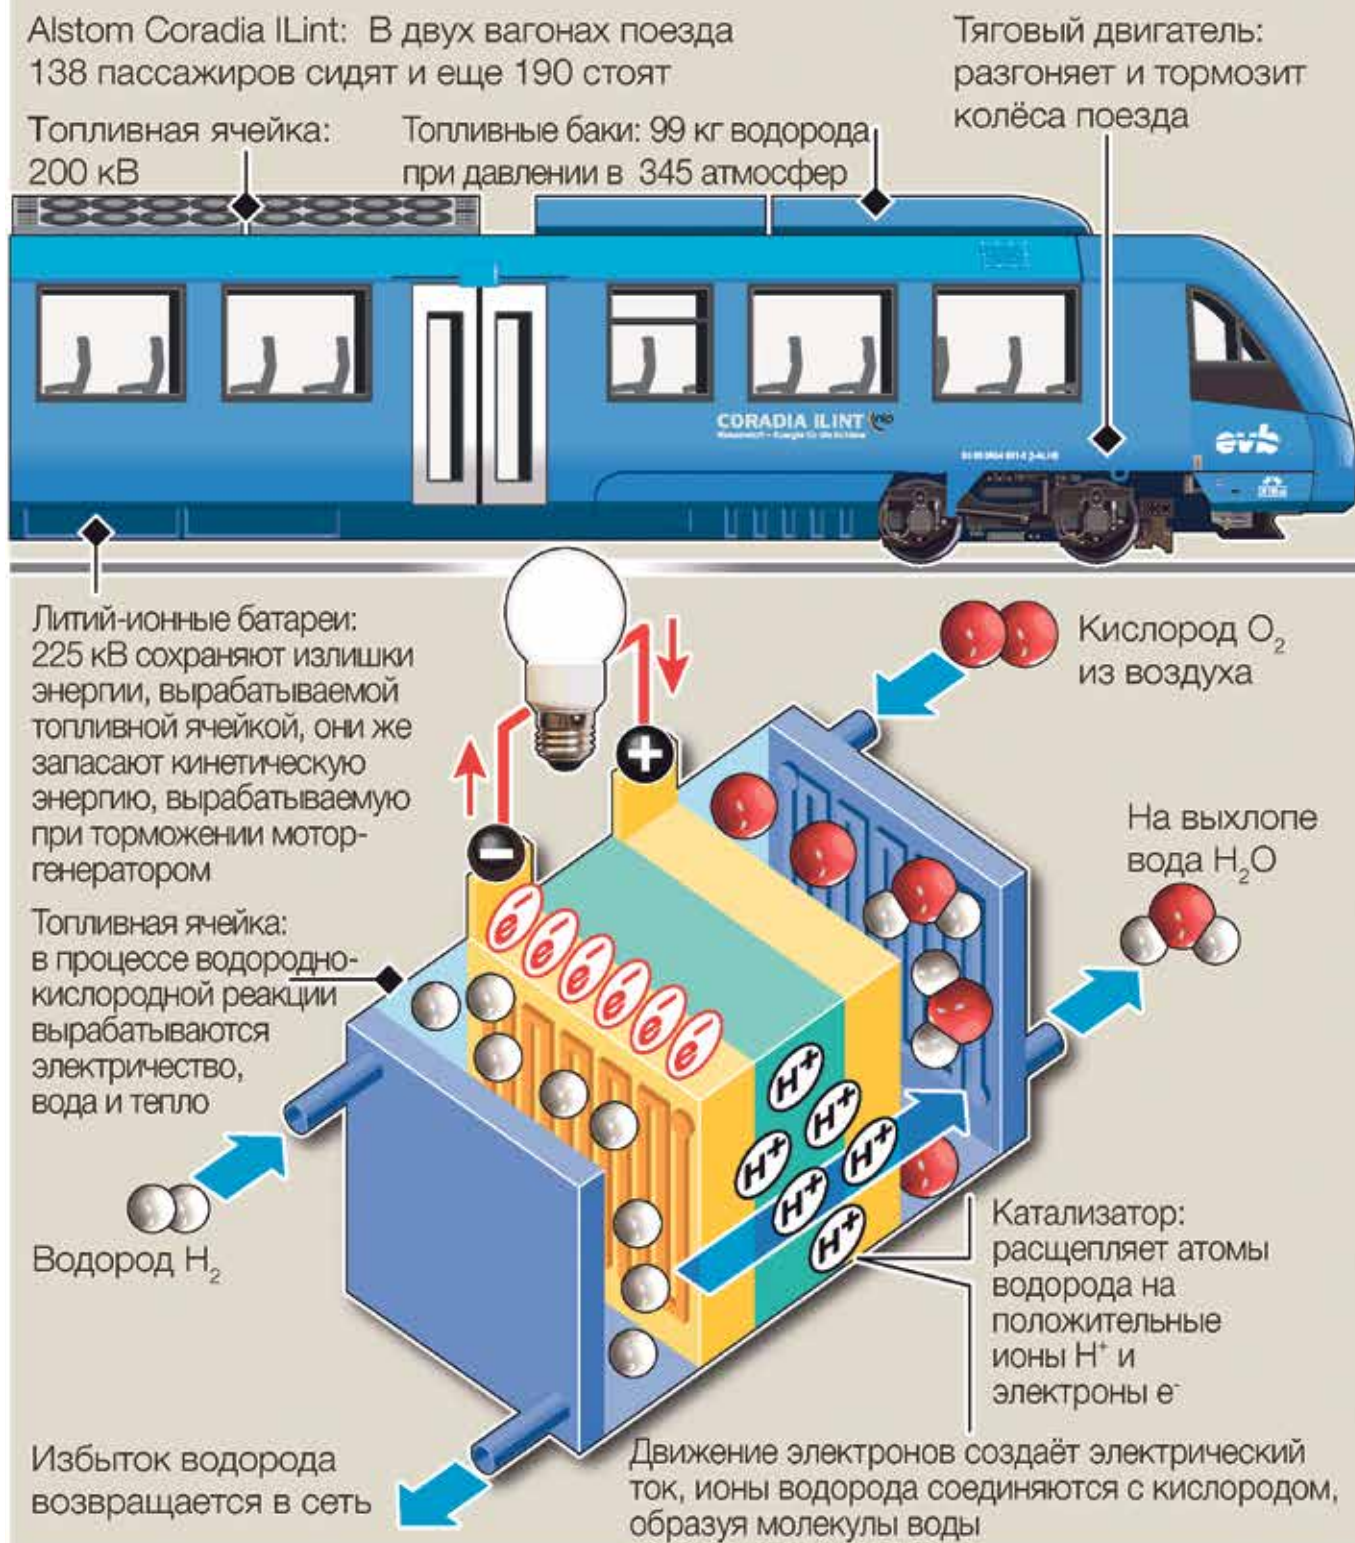 Alstom Coradia ILint: В двух вагонах поезда
138 пассажиров сидят и еще 190 стоят
Тяговый двигатель:
разгоняет и тормозит
колёса поезда
Топливная ячейка:
200 кВ
Топливные баки: 99 кг водорода
при давлении в 345 атмосфер
CORADIA ILINT
evb
Литий-ионные батареи:
225 кВ сохраняют излишки
энергии, вырабатываемой
топливной ячейкой, они же
запасают кинетическую
энергию, вырабатываемую
при торможении мотор-
генератором
Кислород O₂
из воздуха
+
−
На выхлопе
вода H₂O
Топливная ячейка:
в процессе водородно-
кислородной реакции
вырабатываются
электричество,
вода и тепло
e⁻ e⁻ e⁻ e⁻ e⁻ e⁻
H⁺
H⁺
H⁺
H⁺
H⁺
H⁺
Водород H₂
Катализатор:
расщепляет атомы
водорода на
положительные
ионы H⁺ и
электроны e⁻
Избыток водорода
возвращается в сеть
Движение электронов создаёт электрический
ток, ионы водорода соединяются с кислородом,
образуя молекулы воды